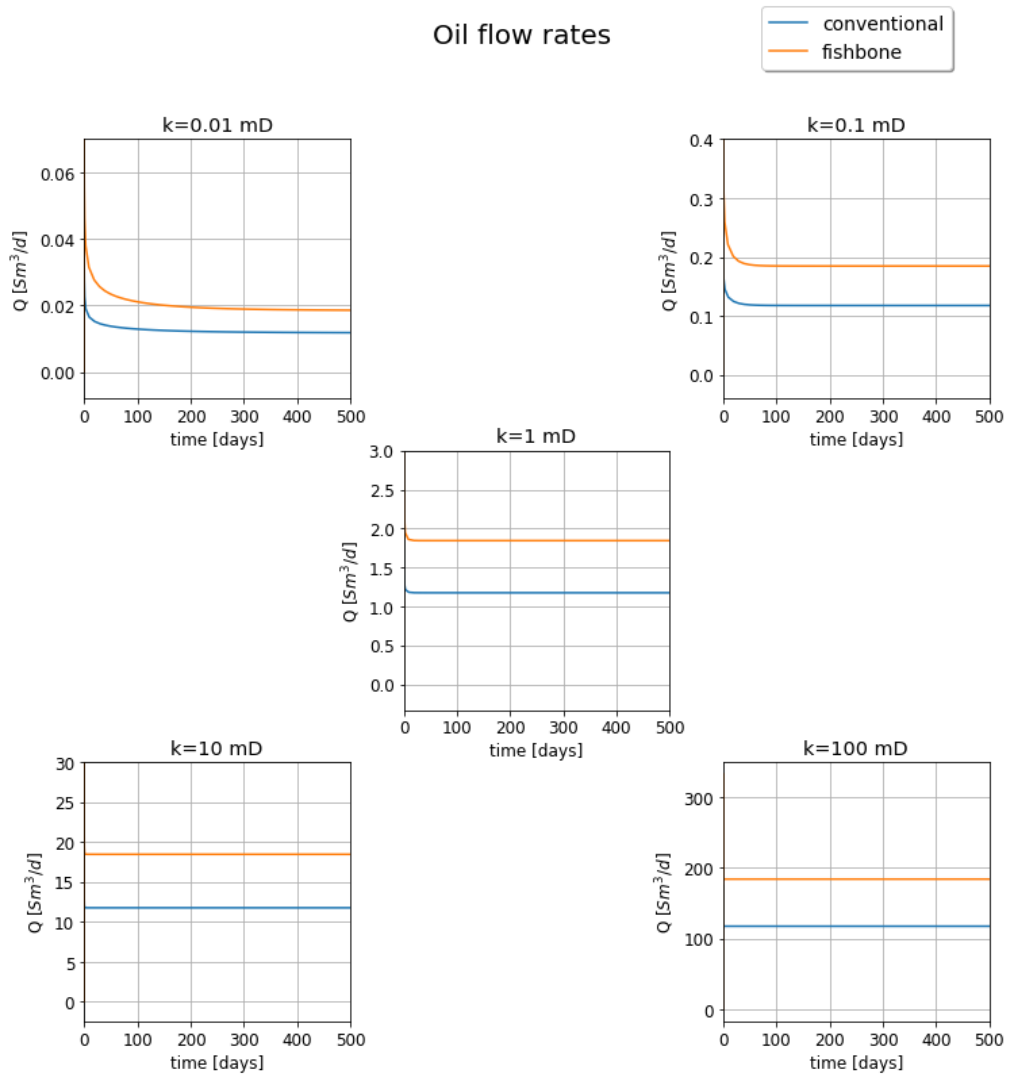 Oil flow rates
conventional
fishbone
k=0.01 mD
Q [Sm³/d]
0.06
0.04
0.02
0.00
0 100 200 300 400 500
time [days]
k=0.1 mD
Q [Sm³/d]
0.4
0.3
0.2
0.1
0.0
0 100 200 300 400 500
time [days]
k=1 mD
Q [Sm³/d]
3.0
2.5
2.0
1.5
1.0
0.5
0.0
0 100 200 300 400 500
time [days]
k=10 mD
Q [Sm³/d]
30
25
20
15
10
5
0
0 100 200 300 400 500
time [days]
k=100 mD
Q [Sm³/d]
300
200
100
0
0 100 200 300 400 500
time [days]